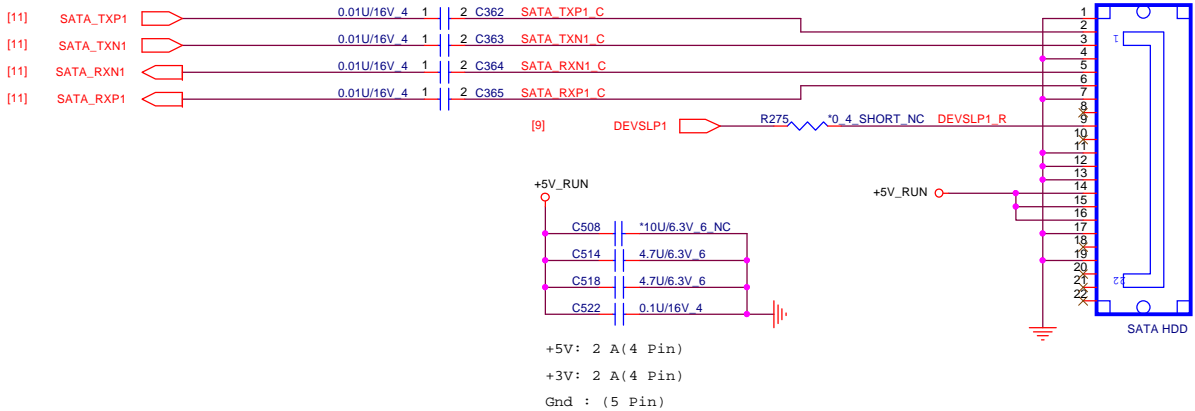 [11] SATA_TXP1 0.01U/16V_4 1 2 C362 SATA_TXP1_C 1
2
[11] SATA_TXN1 0.01U/16V_4 1 2 C363 SATA_TXN1_C 3 1
4
[11] SATA_RXN1 0.01U/16V_4 1 2 C364 SATA_RXN1_C 5
6
[11] SATA_RXP1 0.01U/16V_4 1 2 C365 SATA_RXP1_C 7
8
[9] DEVSLP1 R275 *0_4_SHORT_NC DEVSLP1_R 9
10
11
12
13
+5V_RUN +5V_RUN 14
15
16
C508 *10U/6.3V_6_NC 17
18
C514 4.7U/6.3V_6 19
20
C518 4.7U/6.3V_6 21 22
22
C522 0.1U/16V_4
SATA HDD
+5V: 2 A(4 Pin)
+3V: 2 A(4 Pin)
Gnd : (5 Pin)